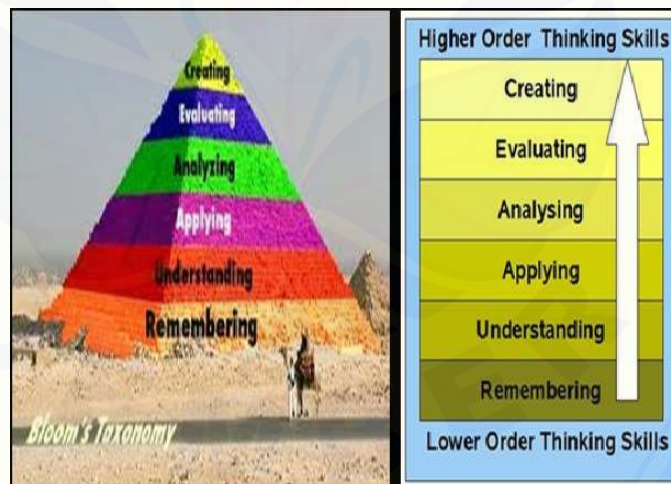 Creating
Evaluating
Analyzing
Applying
Understanding
Remembering
Bloom's Taxonomy
Higher Order Thinking Skills
Creating
Evaluating
Analysing
Applying
Understanding
Remembering
Lower Order Thinking Skills